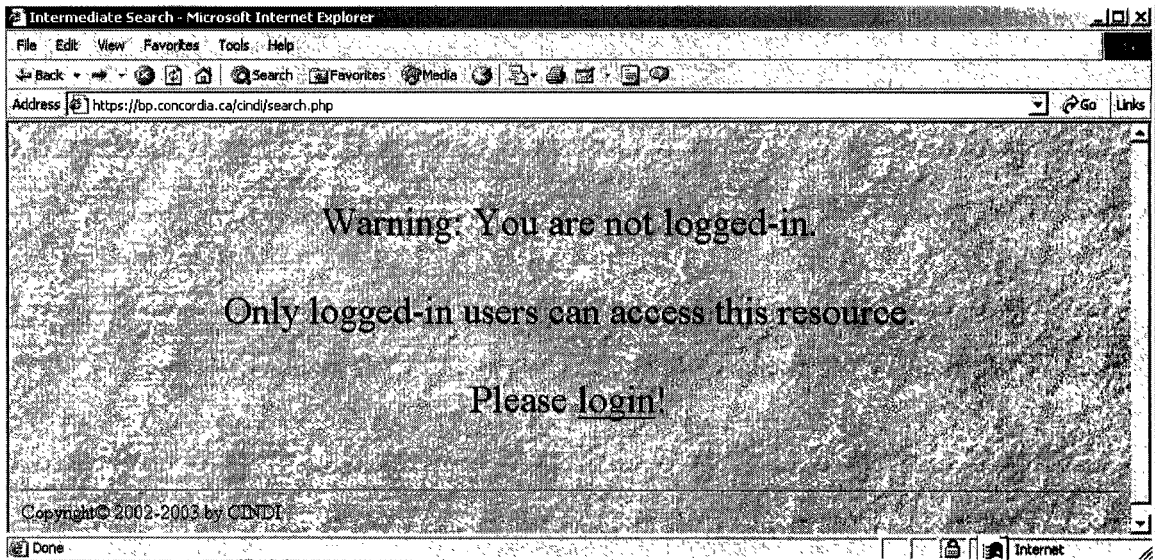 Intermediate Search - Microsoft Internet Explorer
File Edit View Favorites Tools Help
Back Search Favorites Media
Address https://bp.concordia.ca/cindi/search.php Go Links
Warning: You are not logged-in.
Only logged-in users can access this resource.
Please login!
Copyright© 2002-2003 by CINDI
Done Internet